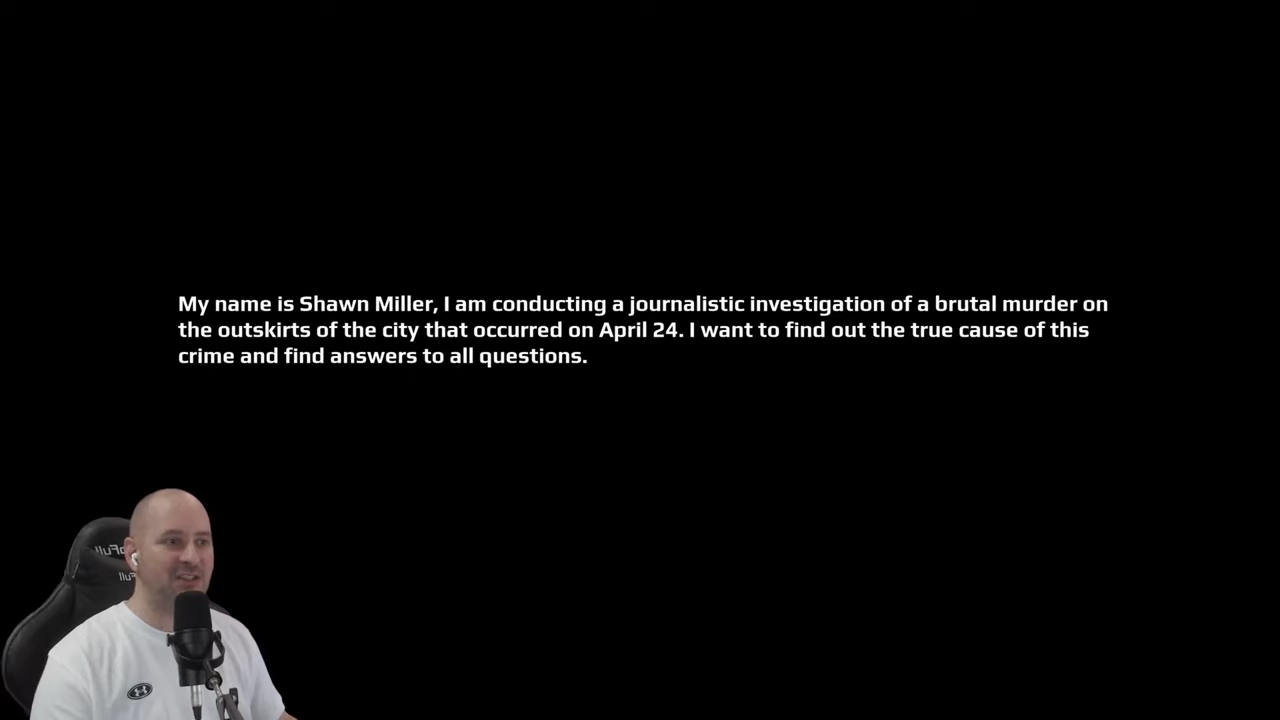 My name is Shawn Miller, I am conducting a journalistic investigation of a brutal murder on
the outskirts of the city that occurred on April 24. I want to find out the true cause of this
crime and find answers to all questions.